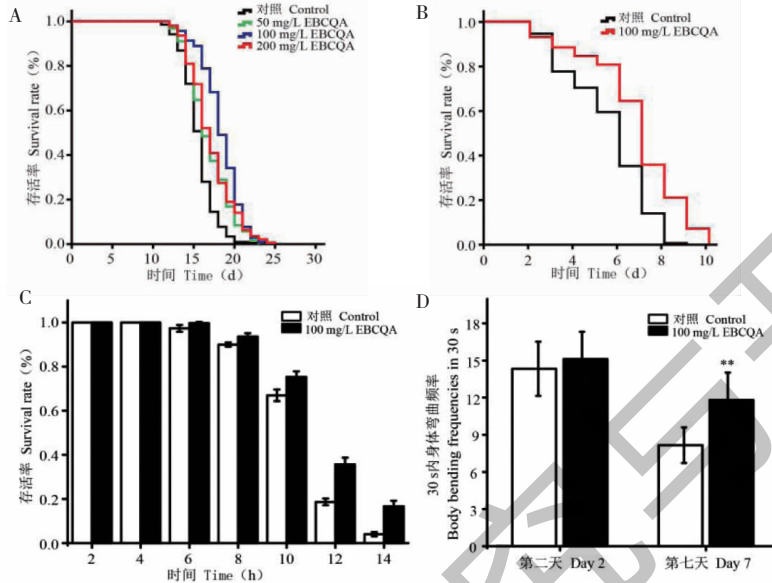 A
对照 Control
50 mg/L EBCQA
100 mg/L EBCQA
200 mg/L EBCQA
存活率 Survival rate (%)
1.0
0.8
0.6
0.4
0.2
0.0
0 5 10 15 20 25 30
时间 Time (d)
B
对照 Control
100 mg/L EBCQA
存活率 Survival rate (%)
1.0
0.8
0.6
0.4
0.2
0.0
0 2 4 6 8 10
时间 Time (d)
C
对照 Control
100 mg/L EBCQA
存活率 Survival rate (%)
1.0
0.8
0.6
0.4
0.2
0.0
2 4 6 8 10 12 14
时间 Time (h)
D
对照 Control
100 mg/L EBCQA
30 s内身体弯曲频率
Body bending frequencies in 30 s
18
15
12
9
6
3
0
**
第二天 Day 2 第七天 Day 7